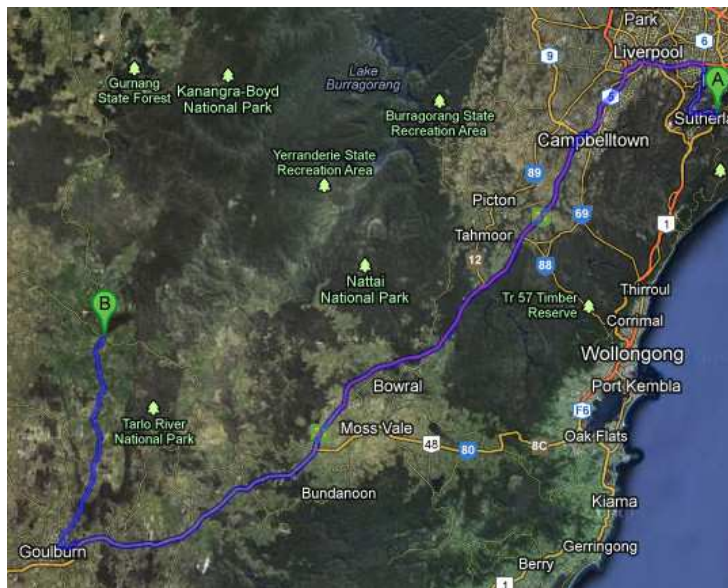 Park
6
9
Liverpool
A
Gurnang
State Forest
Kanangra-Boyd
National Park
Lake
Burragorang
5
Burragorang State
Recreation Area
Sutherla
Campbelltown
Yerranderie State
Recreation Area
89
Picton
69
Tahmoor
1
12
88
Nattai
National Park
Thirroul
Tr 57 Timber
Reserve
B
Corrimal
Wollongong
Bowral
Port Kembla
Tarlo River
National Park
F6
Moss Vale
48
80
8C
Oak Flats
Bundanoon
Kiama
Goulburn
Gerringong
Berry
1